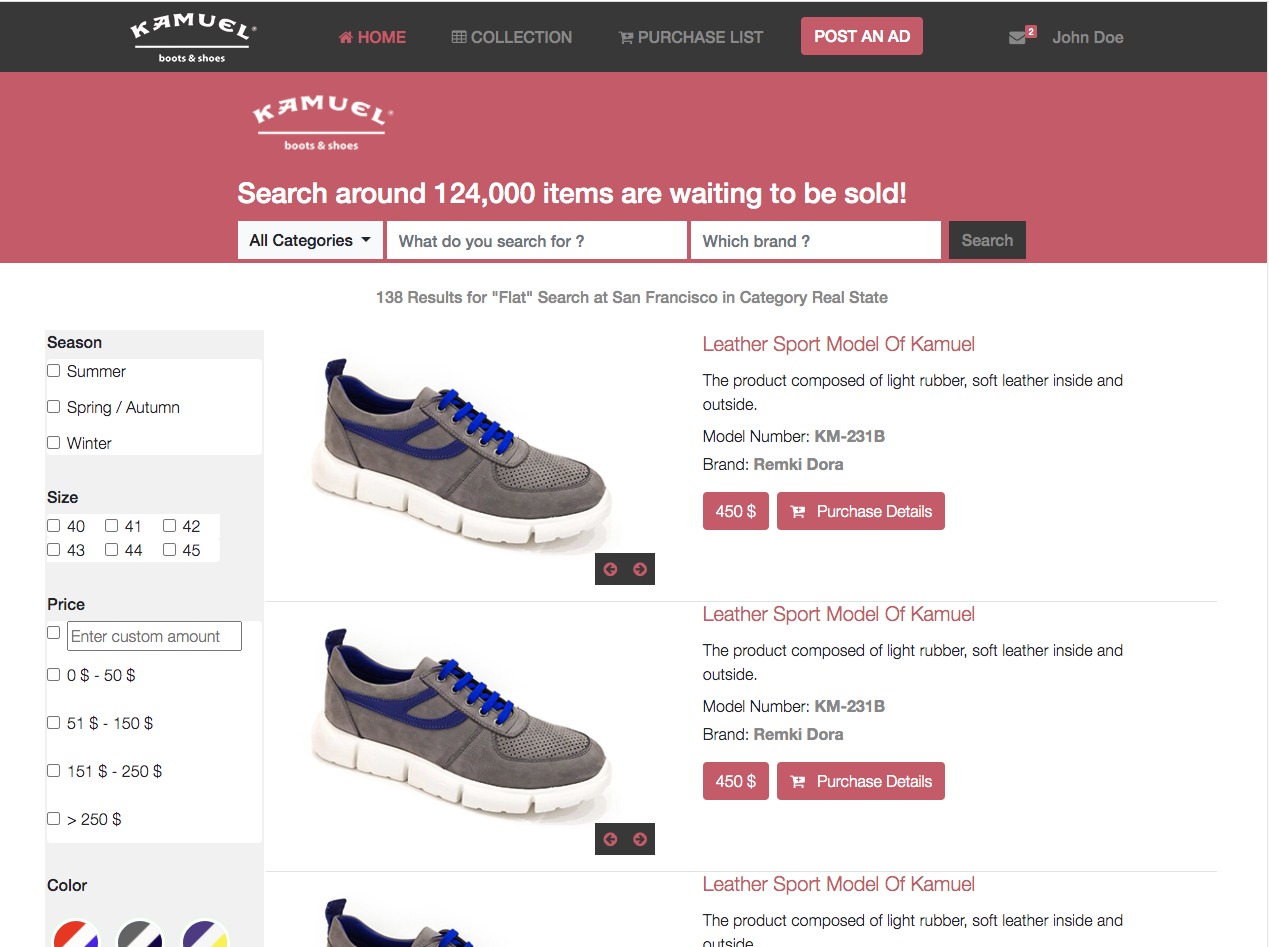 KAMUEL®
boots & shoes
HOME
COLLECTION
PURCHASE LIST
POST AN AD
2
John Doe
KAMUEL®
boots & shoes
Search around 124,000 items are waiting to be sold!
All Categories
What do you search for ?
Which brand ?
Search
138 Results for "Flat" Search at San Francisco in Category Real State
Season
Summer
Spring / Autumn
Winter
Size
40 41 42
43 44 45
Price
Enter custom amount
0 $ - 50 $
51 $ - 150 $
151 $ - 250 $
> 250 $
Color
Leather Sport Model Of Kamuel
The product composed of light rubber, soft leather inside and
outside.
Model Number: KM-231B
Brand: Remki Dora
450 $
Purchase Details
Leather Sport Model Of Kamuel
The product composed of light rubber, soft leather inside and
outside.
Model Number: KM-231B
Brand: Remki Dora
450 $
Purchase Details
Leather Sport Model Of Kamuel
The product composed of light rubber, soft leather inside and
outside.